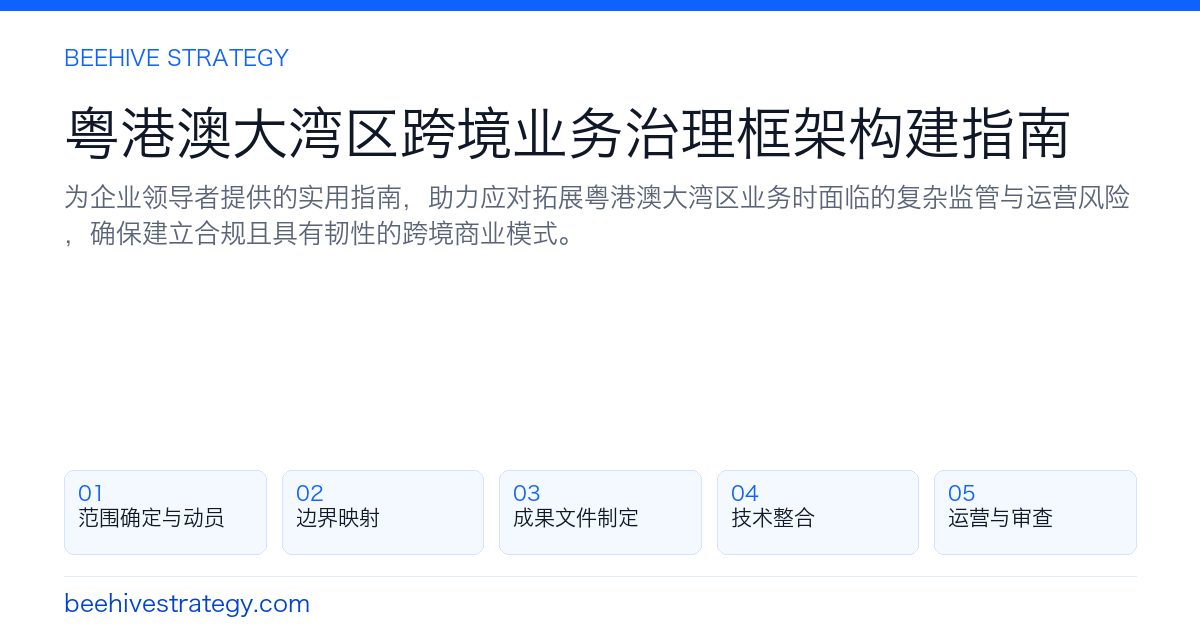 BEEHIVE STRATEGY
粤港澳大湾区跨境业务治理框架构建指南
为企业领导者提供的实用指南，助力应对拓展粤港澳大湾区业务时面临的复杂监管与运营风险
，确保建立合规且具有韧性的跨境商业模式。
01
范围确定与动员
02
边界映射
03
成果文件制定
04
技术整合
05
运营与审查
beehivestrategy.com